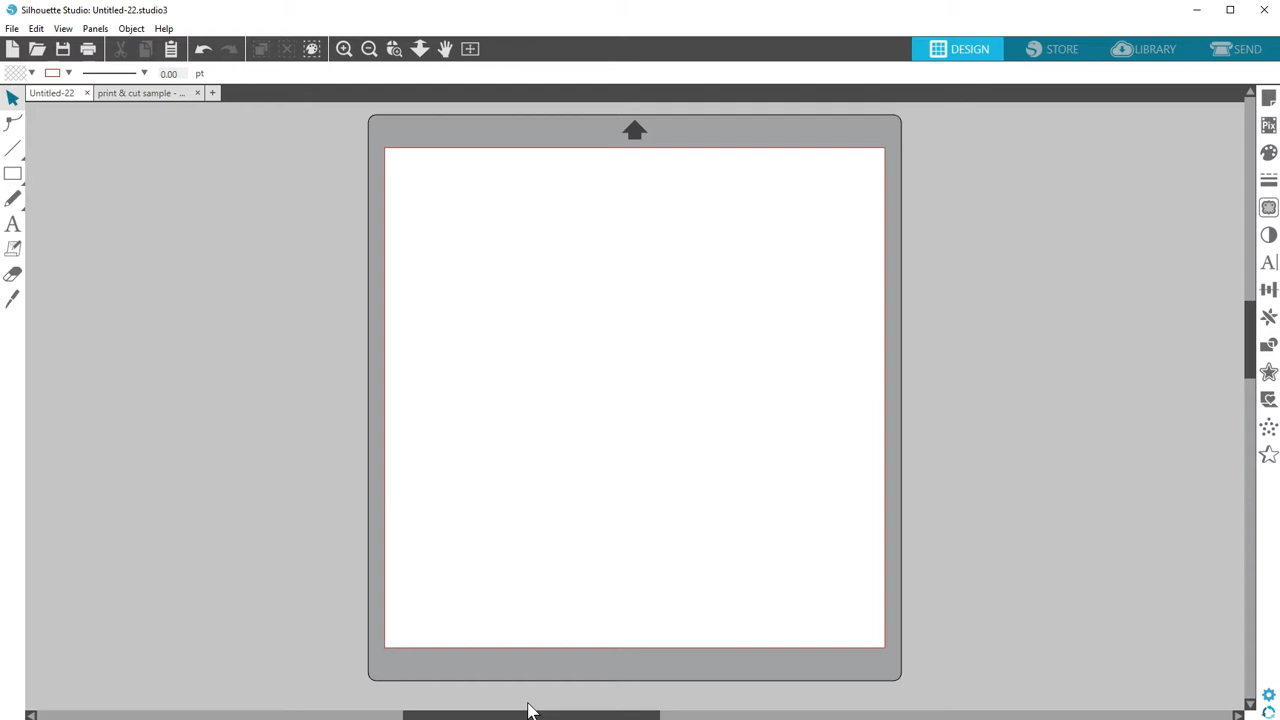 Silhouette Studio: Untitled-22.studio3
File Edit View Panels Object Help
DESIGN STORE LIBRARY SEND
0.00 pt
Untitled-22 × print & cut sample - ... × +
Pix